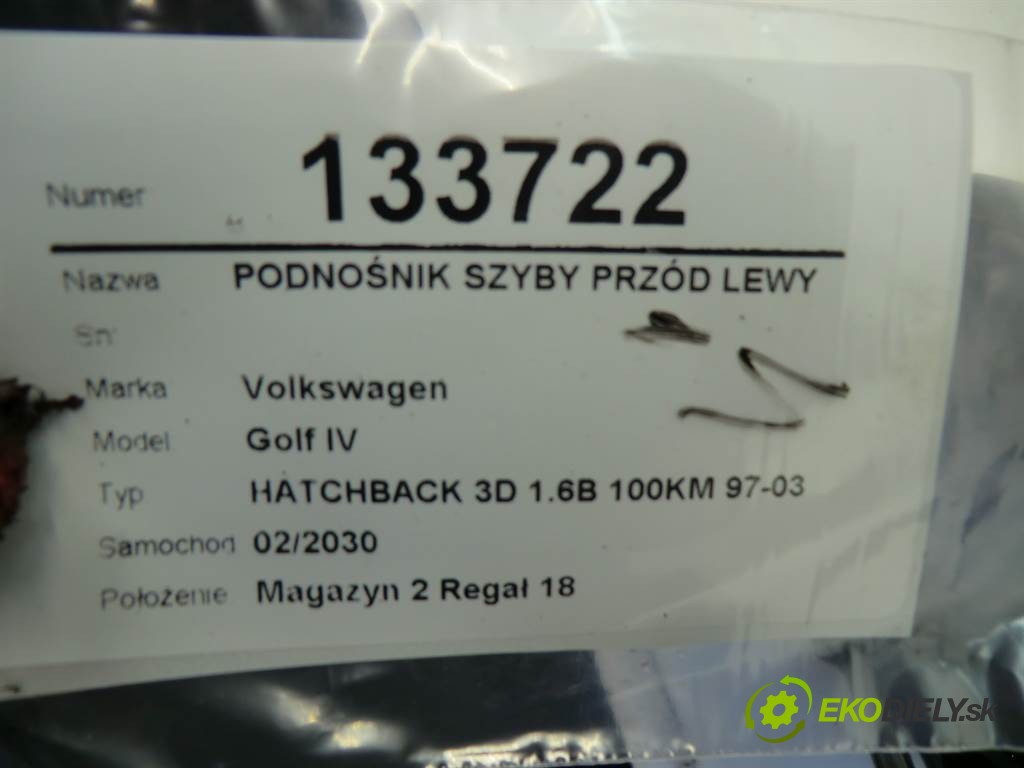 Numer 133722
Nazwa PODNOŚNIK SZYBY PRZÓD LEWY
Sn:
Marka Volkswagen
Model Golf IV
Typ HATCHBACK 3D 1.6B 100KM 97-03
Samochod 02/2030
Położenie Magazyn 2 Regał 18
EKODIELY.sk